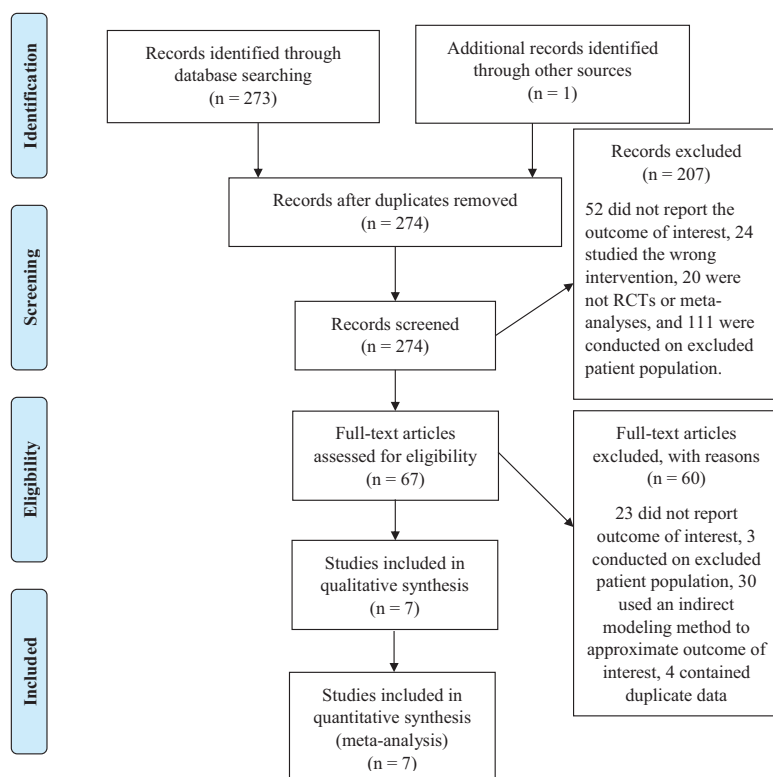 Identification
Records identified through
database searching
(n = 273)
Additional records identified
through other sources
(n = 1)
Records after duplicates removed
(n = 274)
Screening
Records screened
(n = 274)
Records excluded
(n = 207)
52 did not report the
outcome of interest, 24
studied the wrong
intervention, 20 were
not RCTs or meta-
analyses, and 111 were
conducted on excluded
patient population.
Eligibility
Full-text articles
assessed for eligibility
(n = 67)
Full-text articles
excluded, with reasons
(n = 60)
23 did not report
outcome of interest, 3
conducted on excluded
patient population, 30
used an indirect
modeling method to
approximate outcome of
interest, 4 contained
duplicate data
Studies included in
qualitative synthesis
(n = 7)
Included
Studies included in
quantitative synthesis
(meta-analysis)
(n = 7)